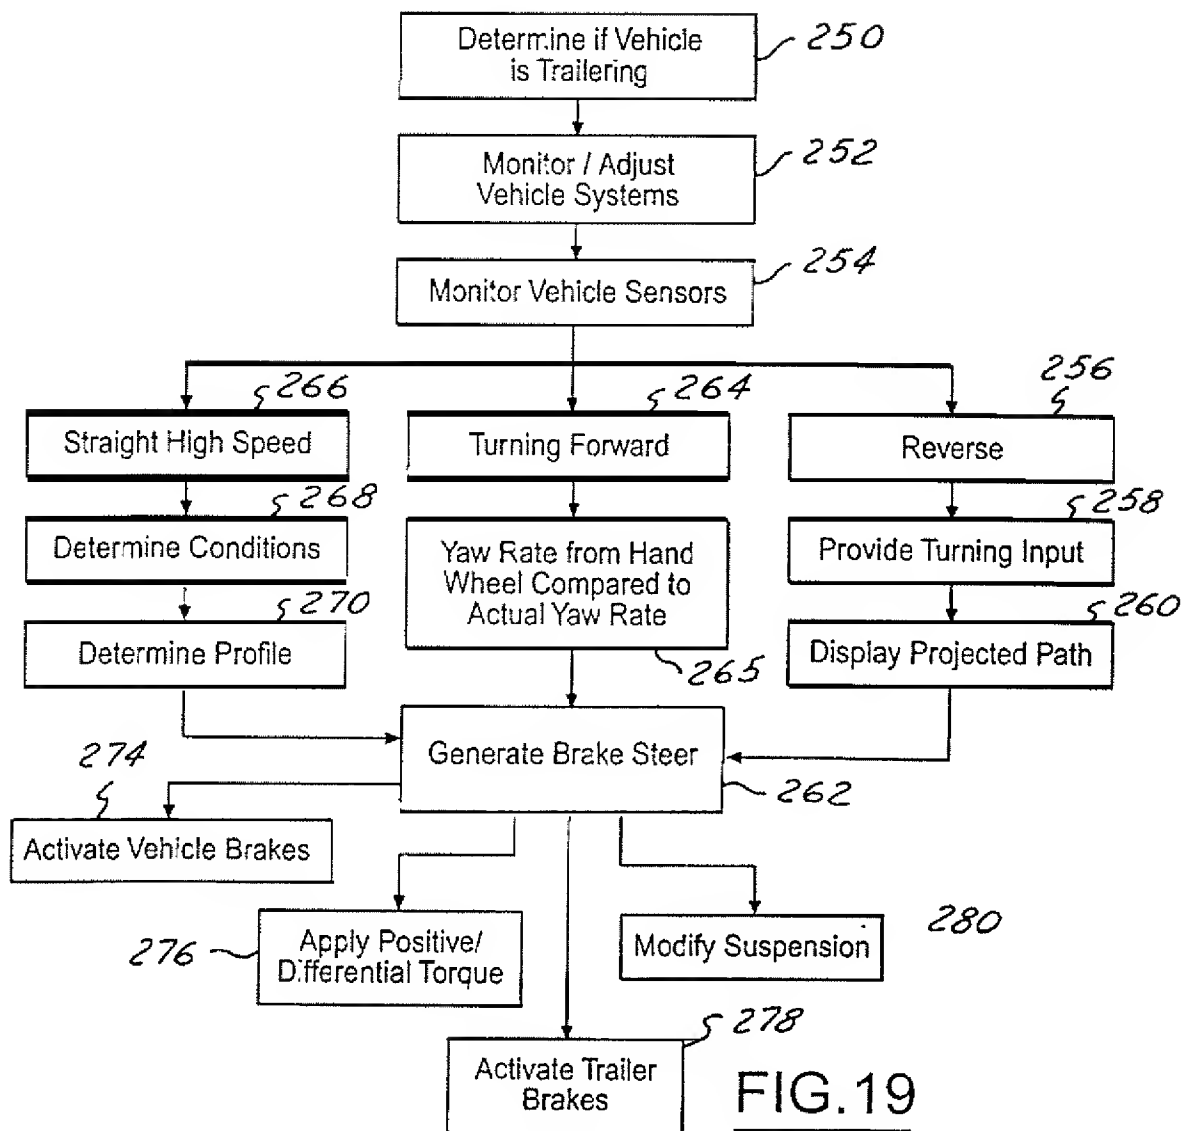 Determine if Vehicle
is Trailering
250
Monitor / Adjust
Vehicle Systems
252
Monitor Vehicle Sensors
254
266
Straight High Speed
264
Turning Forward
256
Reverse
268
Determine Conditions
Yaw Rate from Hand
Wheel Compared to
Actual Yaw Rate
265
258
Provide Turning Input
270
Determine Profile
260
Display Projected Path
Generate Brake Steer
262
274
Activate Vehicle Brakes
276
Apply Positive/
Differential Torque
Modify Suspension
280
278
Activate Trailer
Brakes
FIG.19